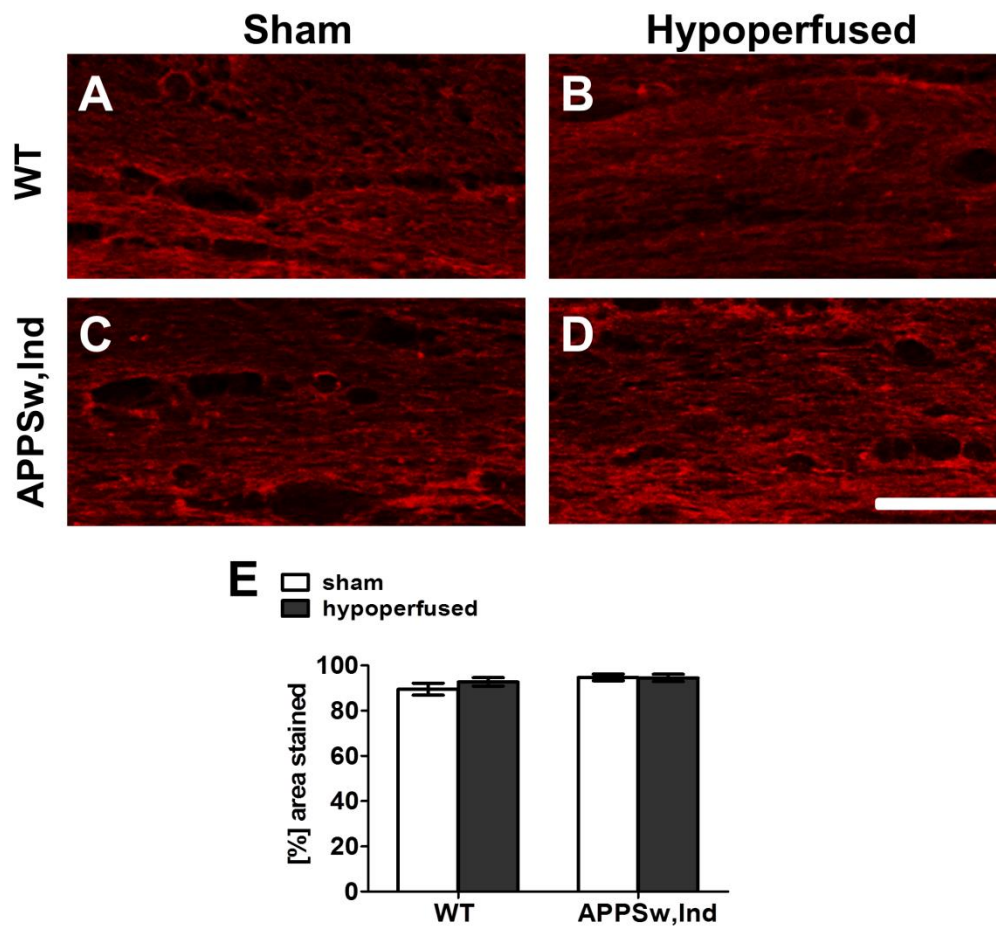 Sham Hypoperfused
WT
A
B
APPSw,Ind
C
D
E
sham
hypoperfused
[%] area stained
100
80
60
40
20
0
WT APPSw,Ind